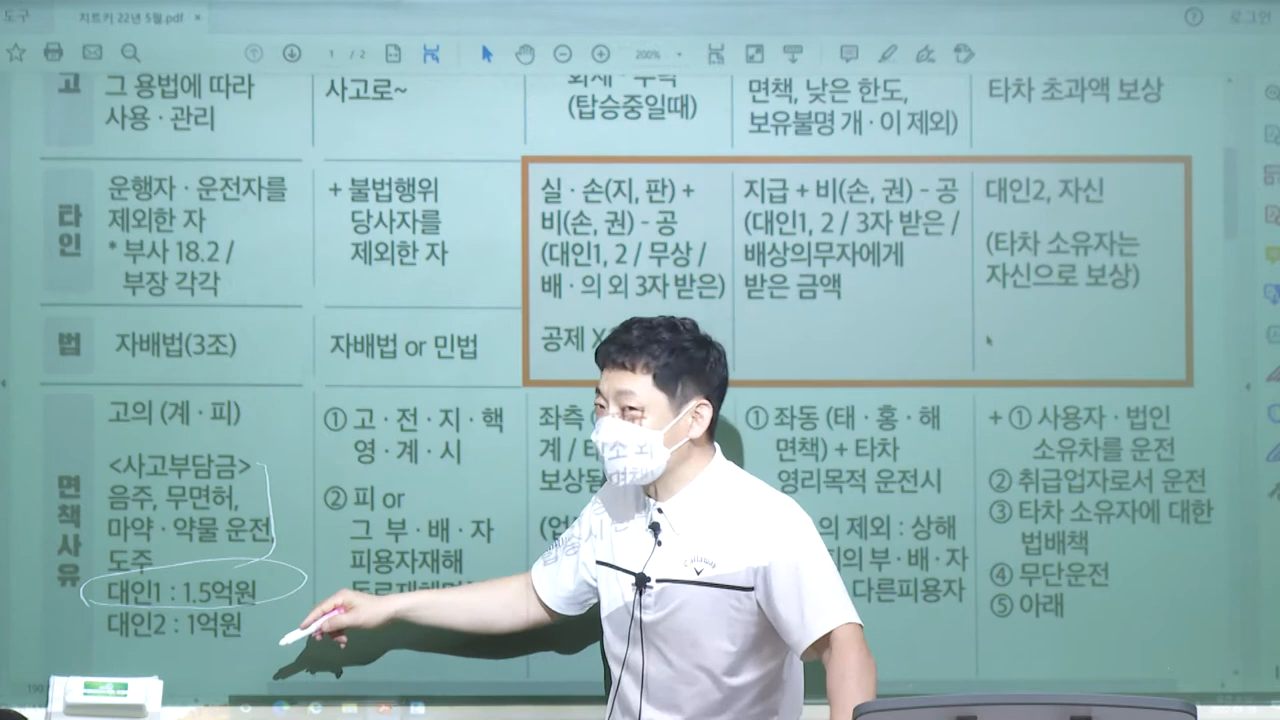 도구
치트키 22년 5월.pdf ×
로그인
1 / 2
200%
고
그 용법에 따라
사용 · 관리
사고로~
(탑승중일때)
면책, 낮은 한도,
보유불명 개 · 이 제외)
타차 초과액 보상
타인
운행자 · 운전자를
제외한 자
* 부사 18.2 /
부장 각각
+ 불법행위
당사자를
제외한 자
실 · 손(지, 판) +
비(손, 권) - 공
(대인1, 2 / 무상 /
배 · 의 외 3자 받은)
공제 X
지급 + 비(손, 권) - 공
(대인1, 2 / 3자 받은 /
배상의무자에게
받은 금액
대인2, 자신
(타차 소유자는
자신으로 보상)
법
자배법(3조)
자배법 or 민법
면책사유
고의 (계 · 피)
<사고부담금>
음주, 무면허,
마약 · 약물 운전
도주
대인1 : 1.5억원
대인2 : 1억원
① 고 · 전 · 지 · 핵
영 · 계 · 시
② 피 or
그 부 · 배 · 자
피용자재해
좌측
계 /
보상
① 좌동 (태 · 홍 · 해
면책) + 타차
영리목적 운전시
의 제외 : 상해
의 부 · 배 · 자
다른피용자
+ ① 사용자 · 법인
소유차를 운전
② 취급업자로서 운전
③ 타차 소유자에 대한
법배책
④ 무단운전
⑤ 아래
Callaway